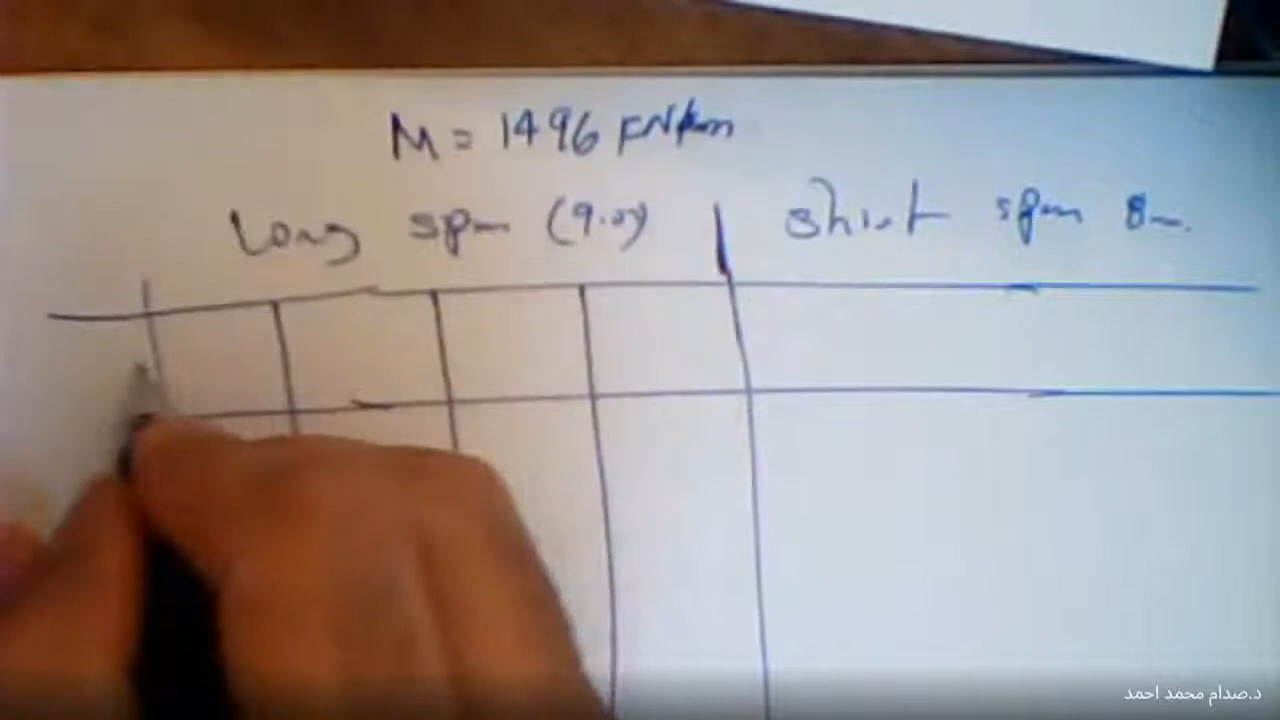 M = 1496 KN/m
Long span (9.0)
short span 8m.
د.صدام محمد احمد